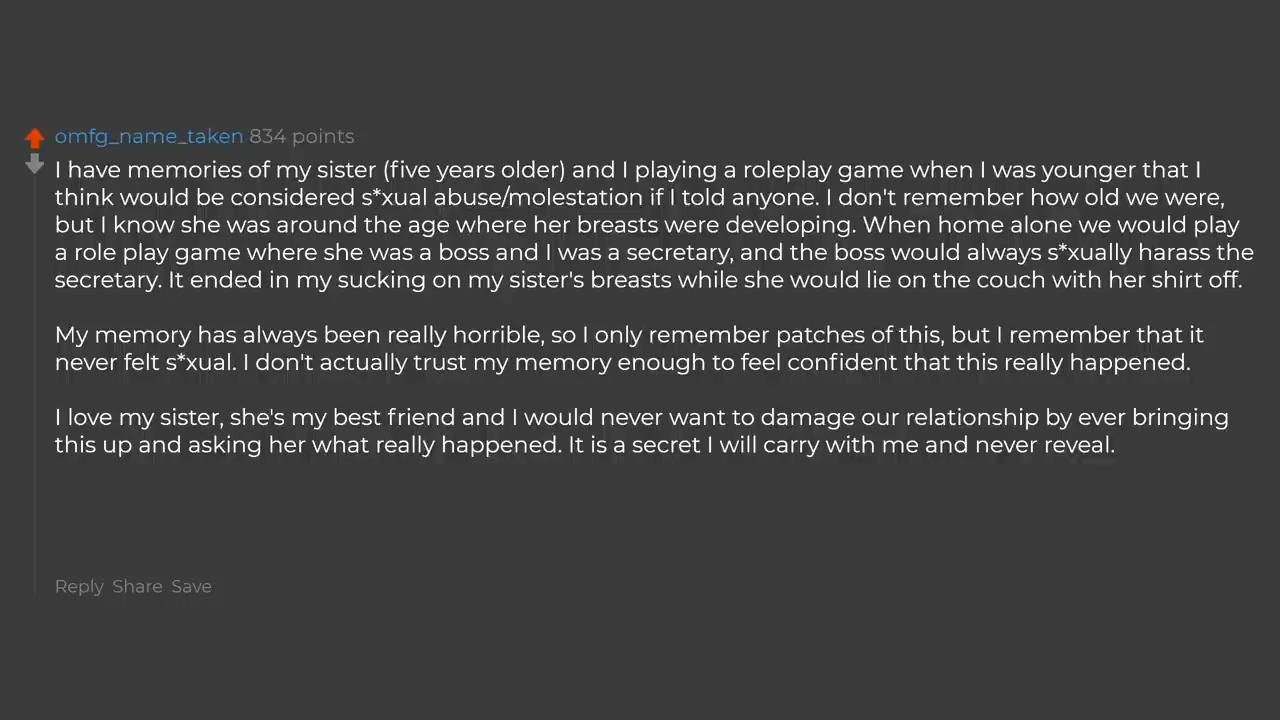 omfg_name_taken 834 points
I have memories of my sister (five years older) and I playing a roleplay game when I was younger that I
think would be considered s*xual abuse/molestation if I told anyone. I don't remember how old we were,
but I know she was around the age where her breasts were developing. When home alone we would play
a role play game where she was a boss and I was a secretary, and the boss would always s*xually harass the
secretary. It ended in my sucking on my sister's breasts while she would lie on the couch with her shirt off.
My memory has always been really horrible, so I only remember patches of this, but I remember that it
never felt s*xual. I don't actually trust my memory enough to feel confident that this really happened.
I love my sister, she's my best friend and I would never want to damage our relationship by ever bringing
this up and asking her what really happened. It is a secret I will carry with me and never reveal.
Reply Share Save